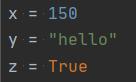 x = 150
y = "hello"
z = True